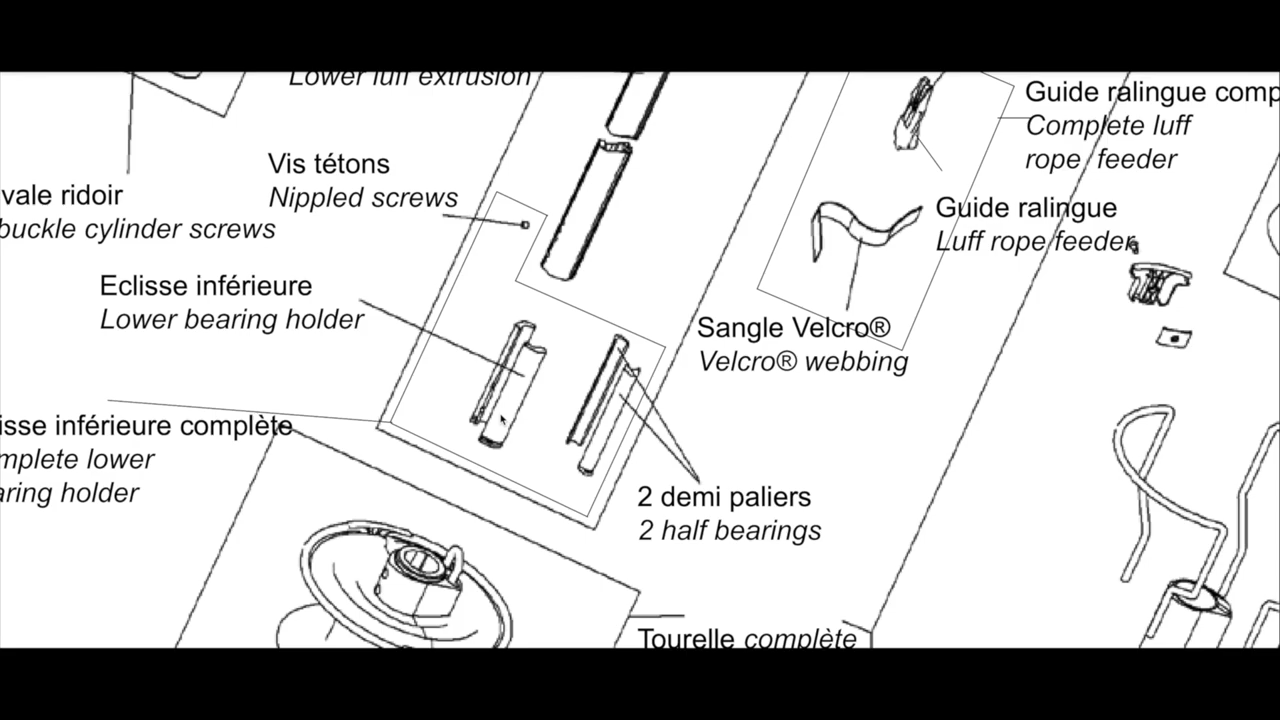 Lower luff extrusion
Guide ralingue comp
Complete luff
rope feeder
Vis tétons
Nippled screws
vale ridoir
buckle cylinder screws
Guide ralingue
Luff rope feeder
Eclisse inférieure
Lower bearing holder
Sangle Velcro®
Velcro® webbing
isse inférieure complète
mplete lower
aring holder
2 demi paliers
2 half bearings
Tourelle complète